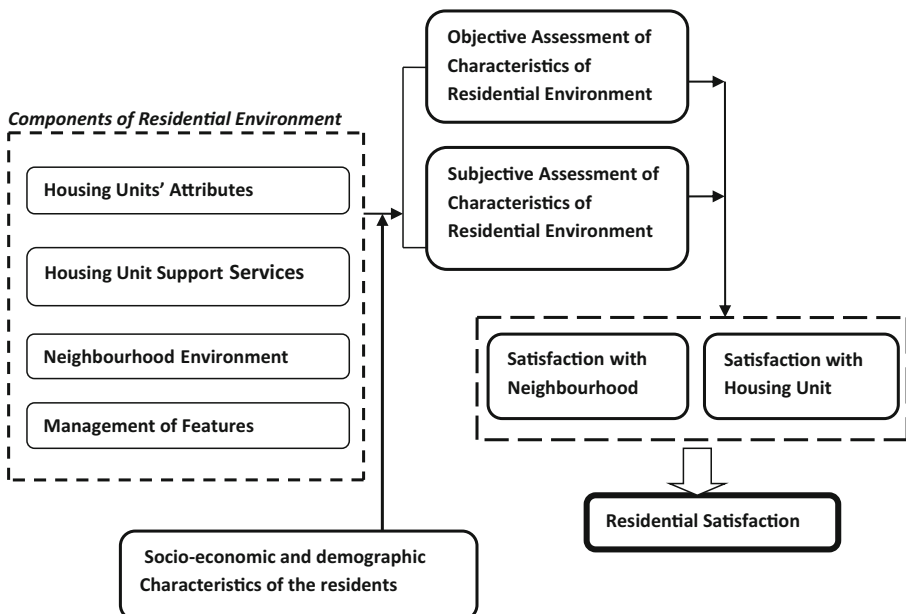 Objective Assessment of
Characteristics of
Residential Environment
Components of Residential Environment
Housing Units' Attributes
Subjective Assessment of
Characteristics of
Residential Environment
Housing Unit Support Services
Neighbourhood Environment
Management of Features
Satisfaction with
Neighbourhood
Satisfaction with
Housing Unit
Residential Satisfaction
Socio-economic and demographic
Characteristics of the residents